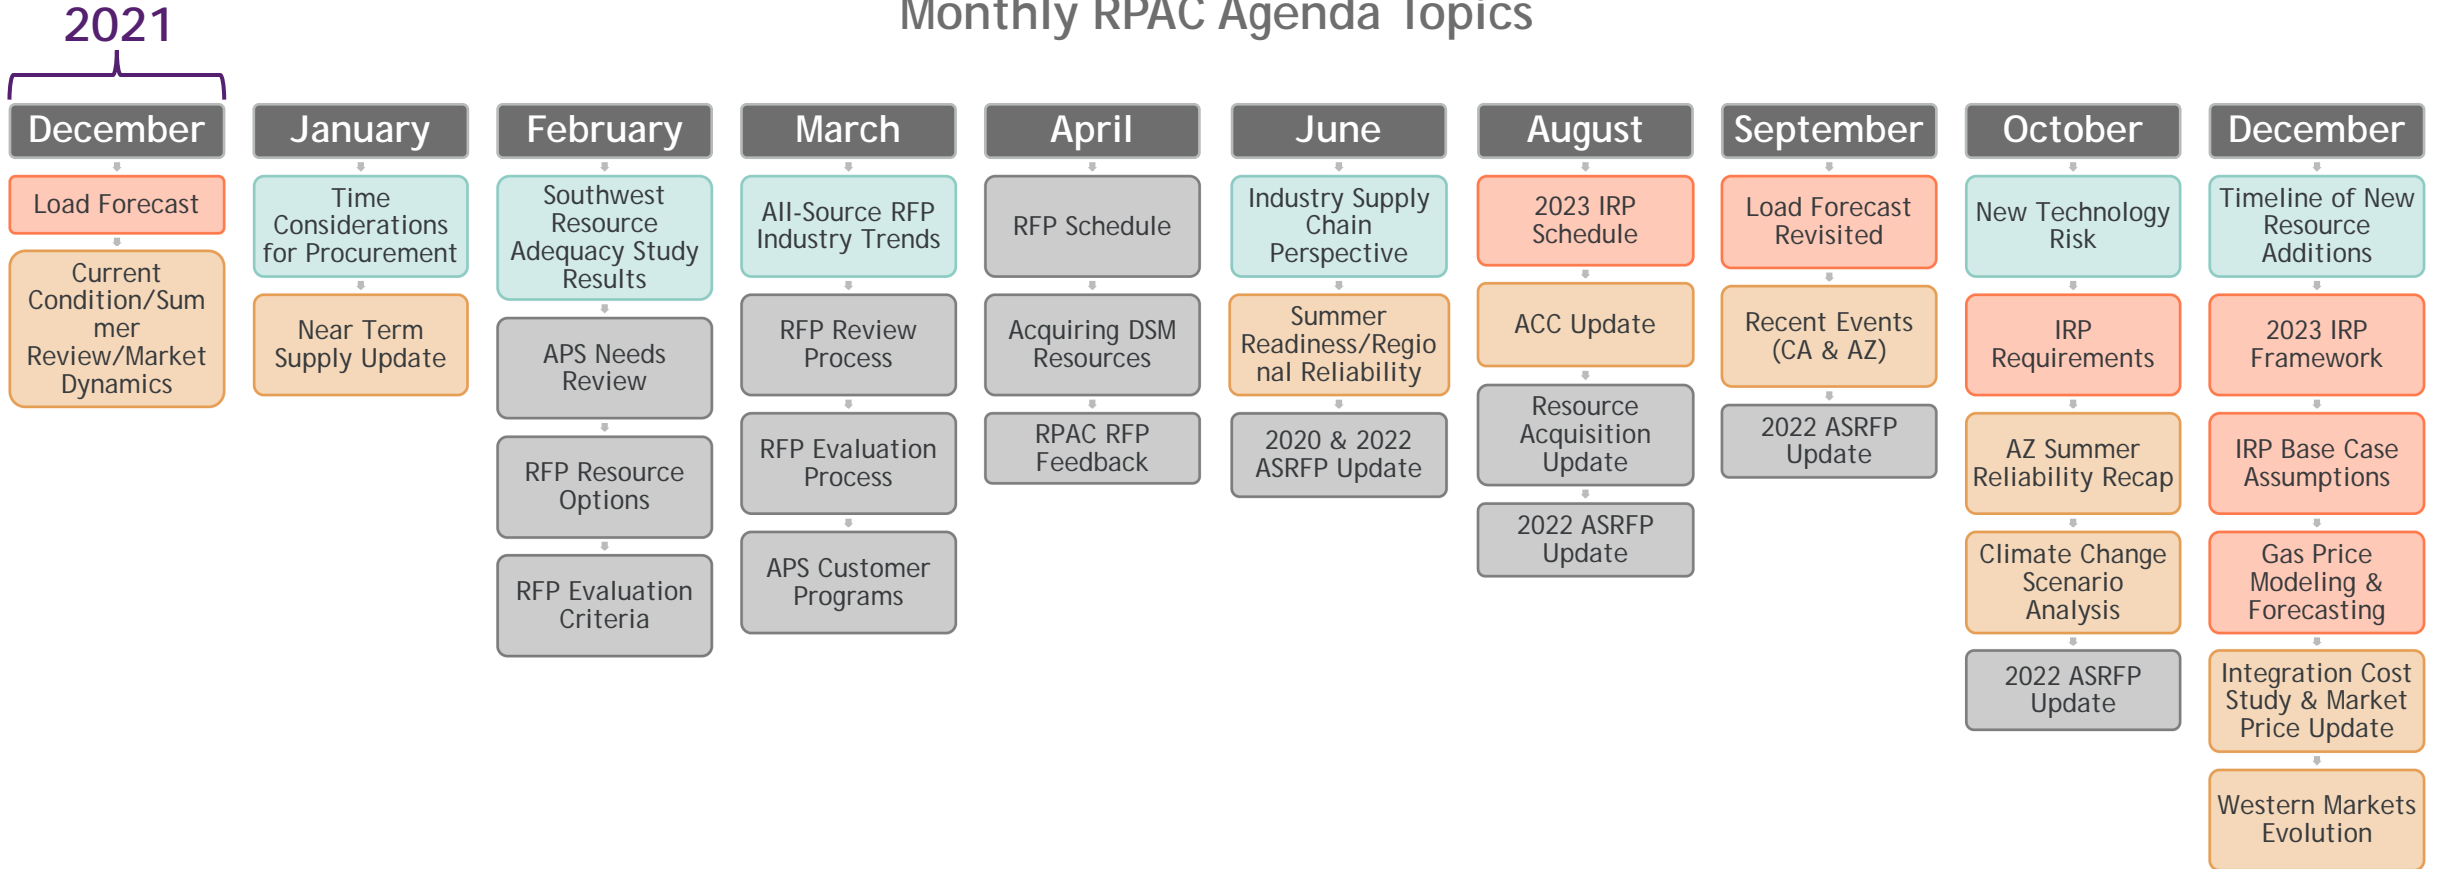 Monthly RPAC Agenda Topics
2021
December
Load Forecast
Current
Condition/Sum
mer
Review/Market
Dynamics
January
Time
Considerations
for Procurement
Near Term
Supply Update
February
Southwest
Resource
Adequacy Study
Results
APS Needs
Review
RFP Resource
Options
RFP Evaluation
Criteria
March
All-Source RFP
Industry Trends
RFP Review
Process
RFP Evaluation
Process
APS Customer
Programs
April
RFP Schedule
Acquiring DSM
Resources
RPAC RFP
Feedback
June
Industry Supply
Chain
Perspective
Summer
Readiness/Regio
nal Reliability
2020 & 2022
ASRFP Update
August
2023 IRP
Schedule
ACC Update
Resource
Acquisition
Update
2022 ASRFP
Update
September
Load Forecast
Revisited
Recent Events
(CA & AZ)
2022 ASRFP
Update
October
New Technology
Risk
IRP
Requirements
AZ Summer
Reliability Recap
Climate Change
Scenario
Analysis
2022 ASRFP
Update
December
Timeline of New
Resource
Additions
2023 IRP
Framework
IRP Base Case
Assumptions
Gas Price
Modeling &
Forecasting
Integration Cost
Study & Market
Price Update
Western Markets
Evolution